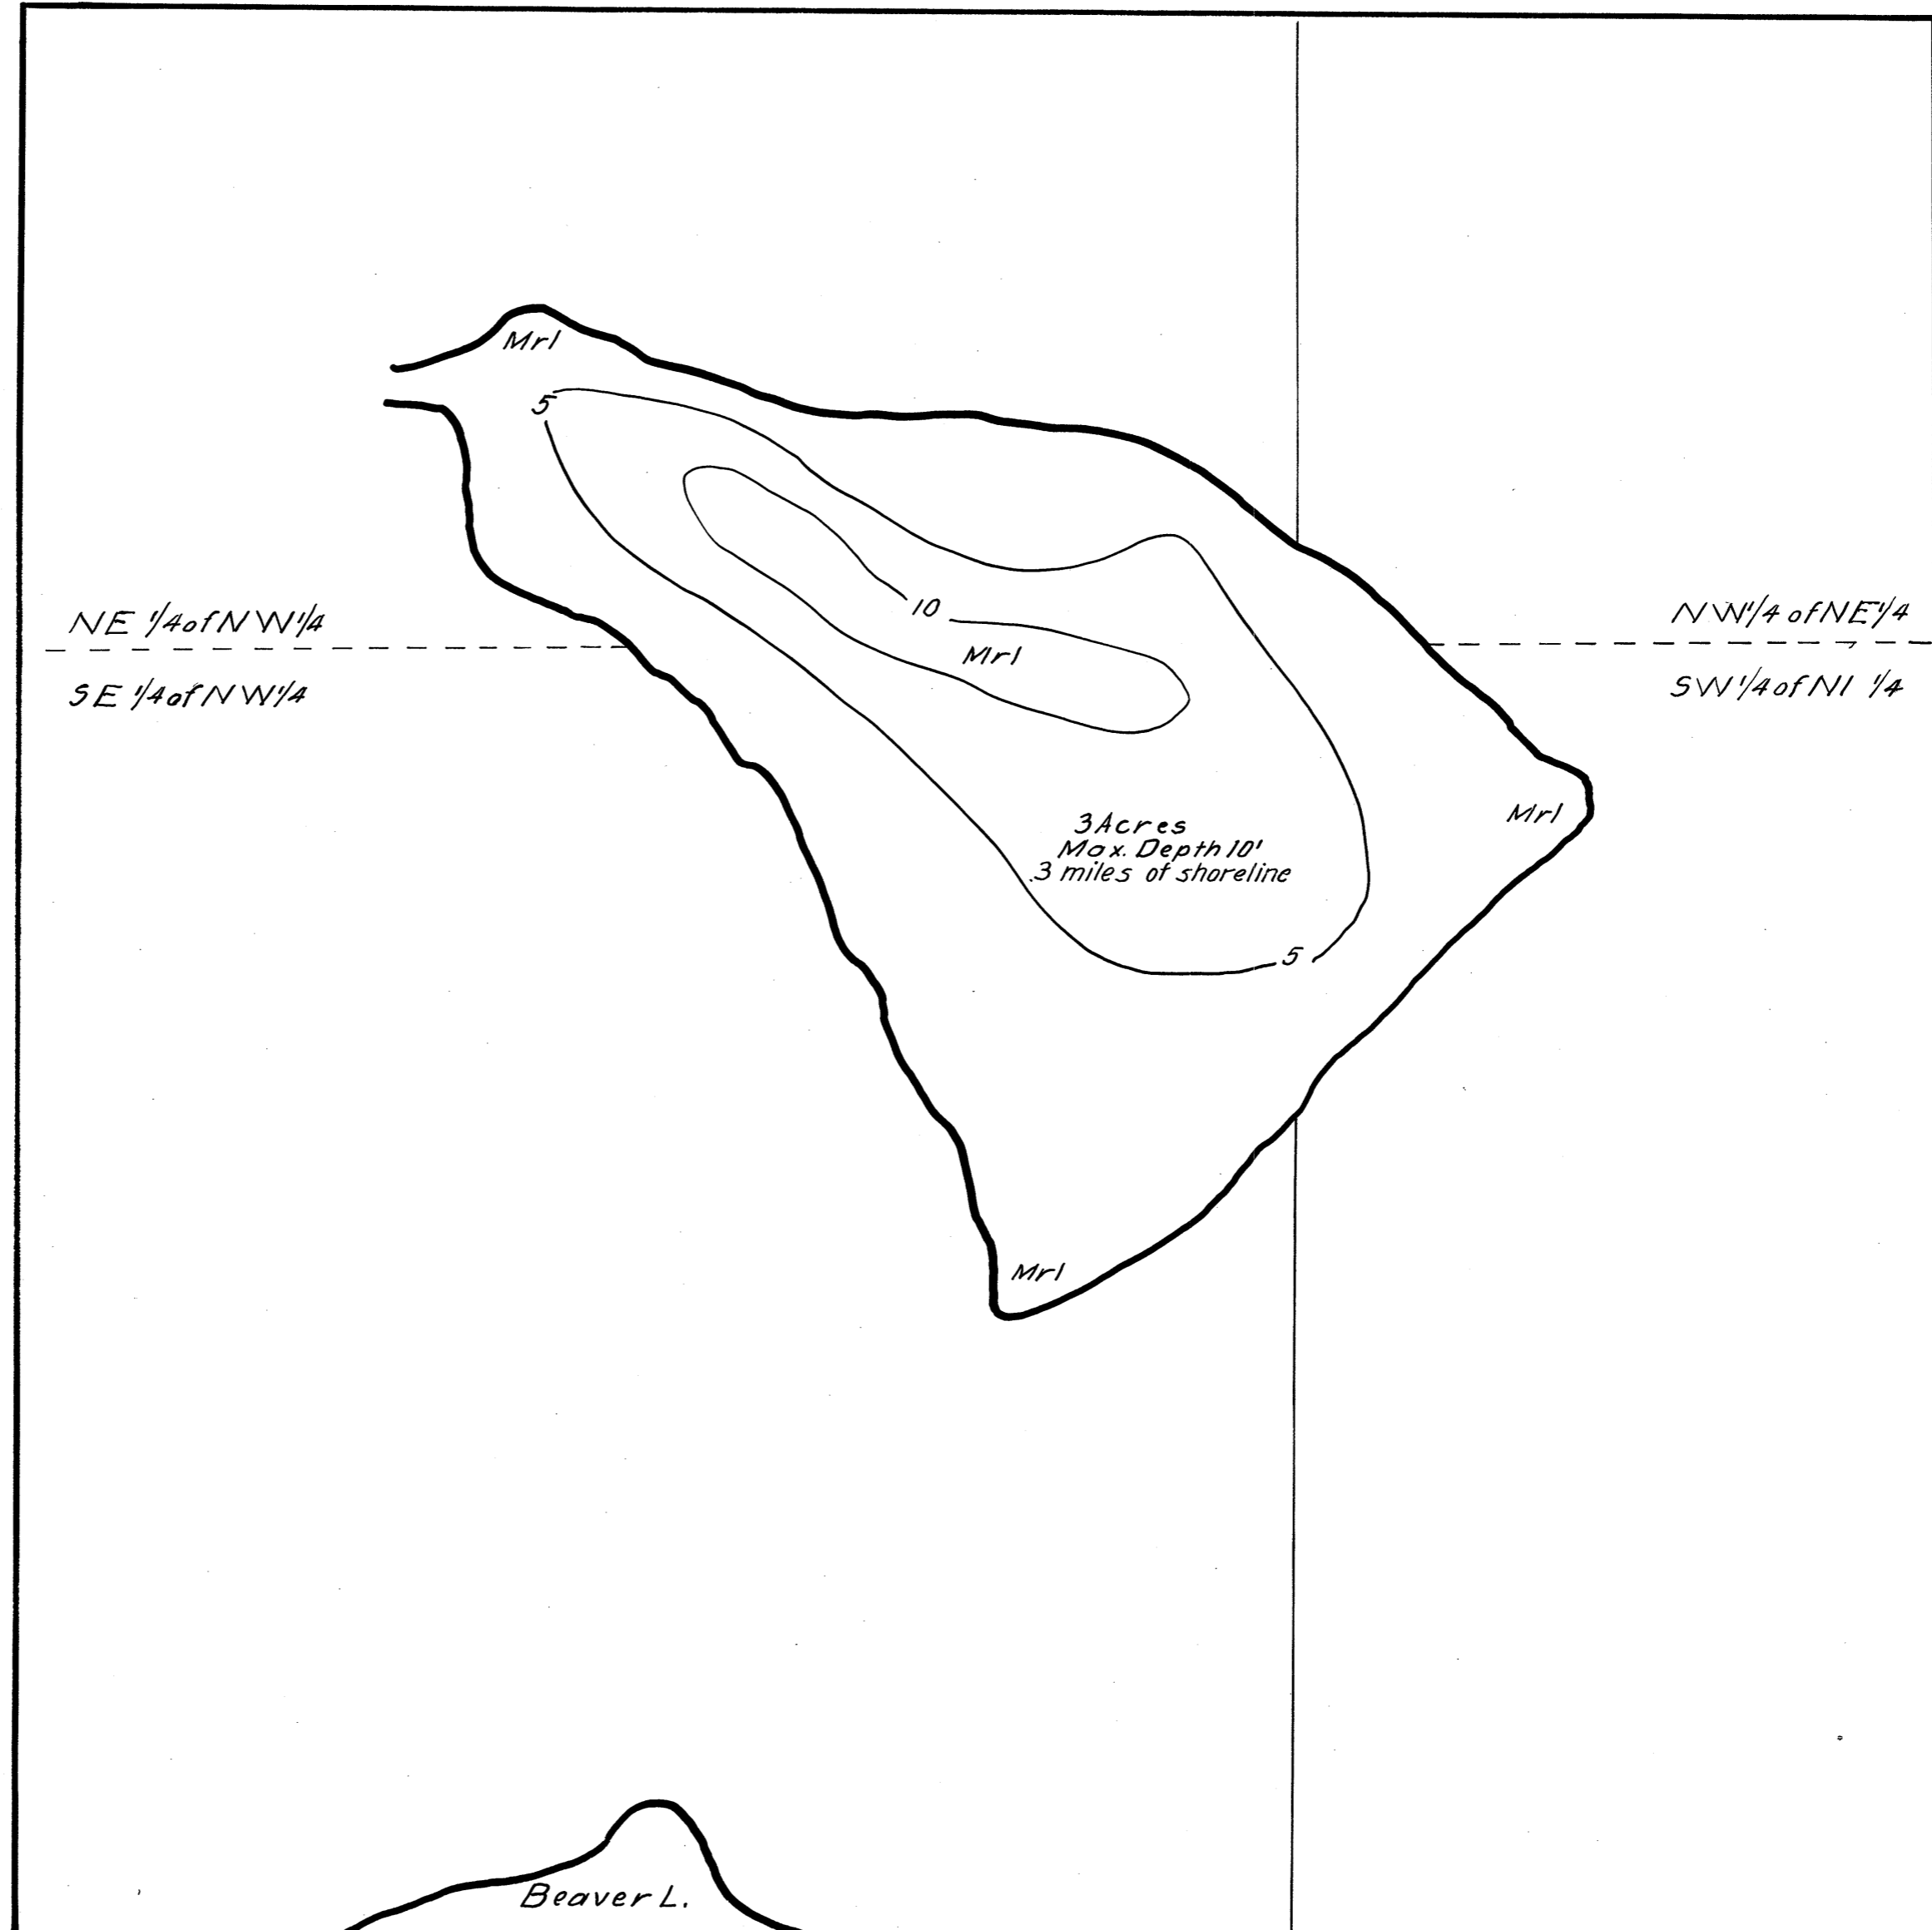 Mrl
5
NE 1/4 of NW 1/4
NW 1/4 of NE 1/4
10
Mrl
SE 1/4 of NW 1/4
SW 1/4 of NI 1/4
3 Acres
Max. Depth 10'
.3 miles of shoreline
Mrl
5
Mrl
Beaver L.